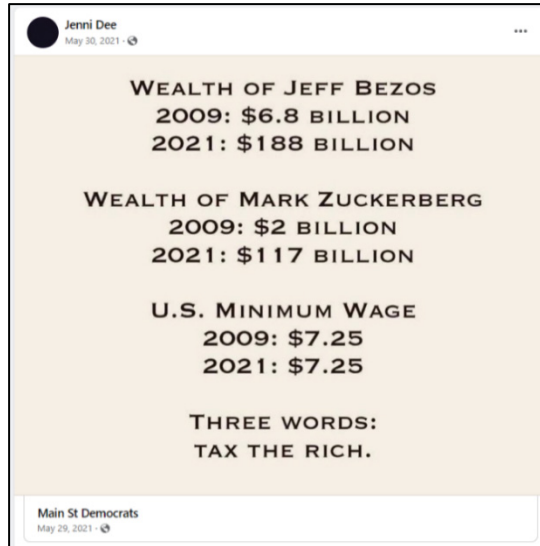 Jenni Dee
May 30, 2021 ·
WEALTH OF JEFF BEZOS
2009: $6.8 BILLION
2021: $188 BILLION
WEALTH OF MARK ZUCKERBERG
2009: $2 BILLION
2021: $117 BILLION
U.S. MINIMUM WAGE
2009: $7.25
2021: $7.25
THREE WORDS:
TAX THE RICH.
Main St Democrats
May 29, 2021 ·